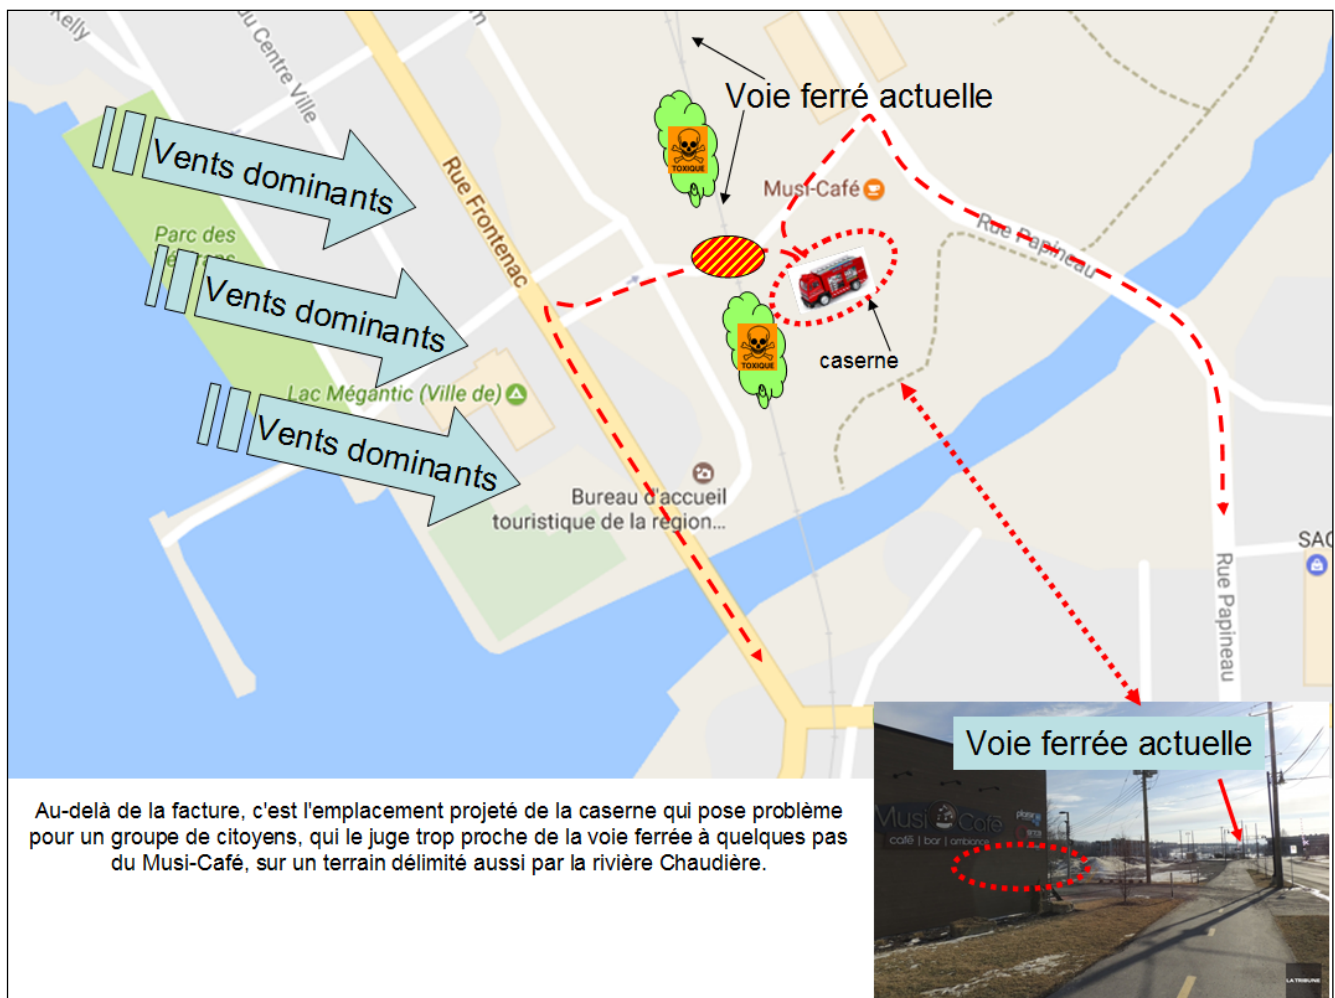 Kelly
du Centre Ville
Voie ferré actuelle
Vents dominants
TOXIQUE
Rue Frontenac
Musi-Café
Rue Papineau
Parc des
Vents dominants
TOXIQUE
caserne
Lac Mégantic (Ville de)
Vents dominants
Bureau d'accueil
touristique de la région...
SAQ
Rue Papineau
Voie ferrée actuelle
Musi Café
café | bar | ambiance
Au-delà de la facture, c'est l'emplacement projeté de la caserne qui pose problème
pour un groupe de citoyens, qui le juge trop proche de la voie ferrée à quelques pas
du Musi-Café, sur un terrain délimité aussi par la rivière Chaudière.
LA TRIBUNE